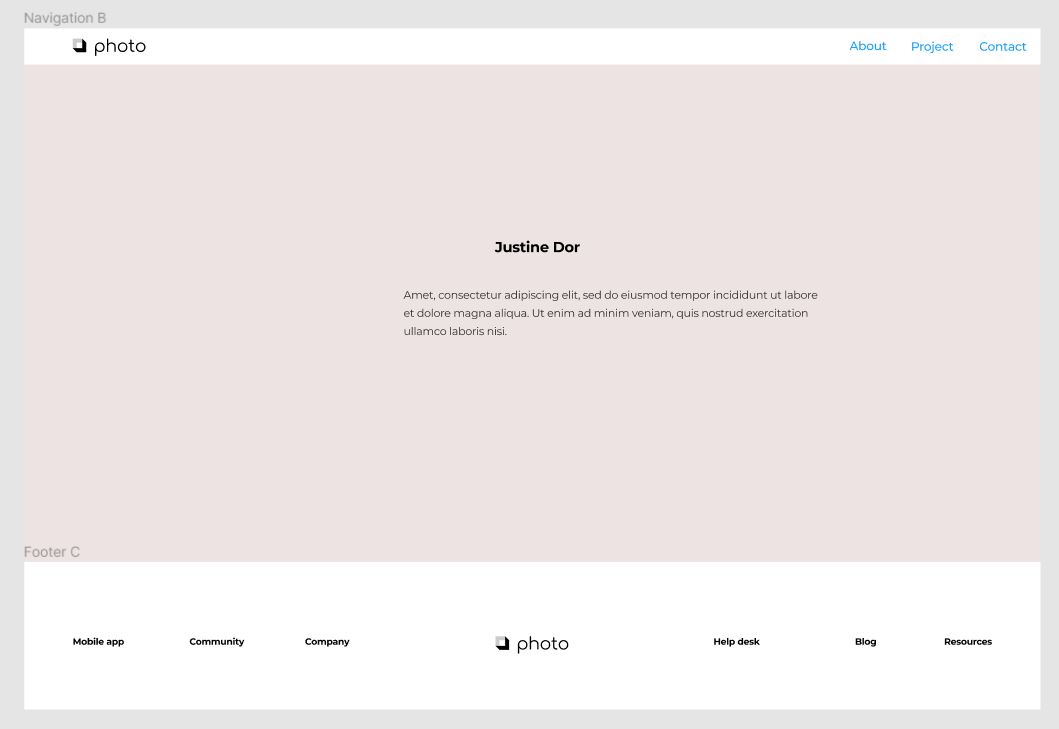 Navigation B
photo
About
Project
Contact
Justine Dor
Amet, consectetur adipiscing elit, sed do eiusmod tempor incididunt ut labore
et dolore magna aliqua. Ut enim ad minim veniam, quis nostrud exercitation
ullamco laboris nisi.
Footer C
Mobile app
Community
Company
photo
Help desk
Blog
Resources